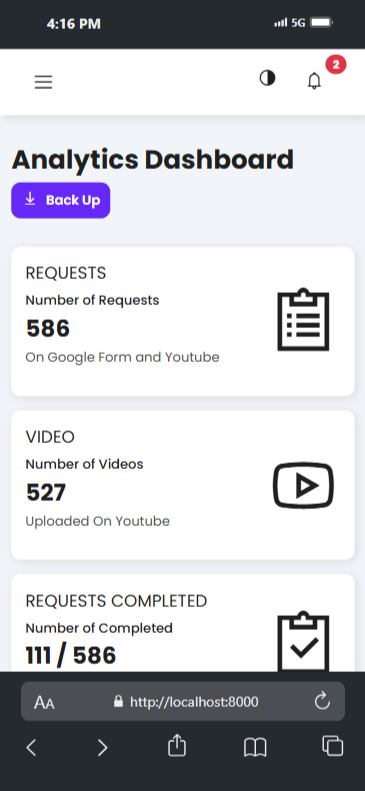 4:16 PM
5G
2
Analytics Dashboard
Back Up
REQUESTS
Number of Requests
586
On Google Form and Youtube
VIDEO
Number of Videos
527
Uploaded On Youtube
REQUESTS COMPLETED
Number of Completed
111 / 586
AA
http://localhost:8000